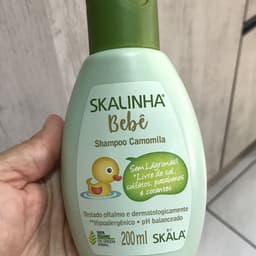 SKALINHA
Bebê
Shampoo Camomila
Sem Lágrimas!
*Livre de sal,
sulfatos, parabenos
e corantes
Testado oftalmo e dermatologicamente
**Hipoalergênico • pH balanceado
200ml SKALA